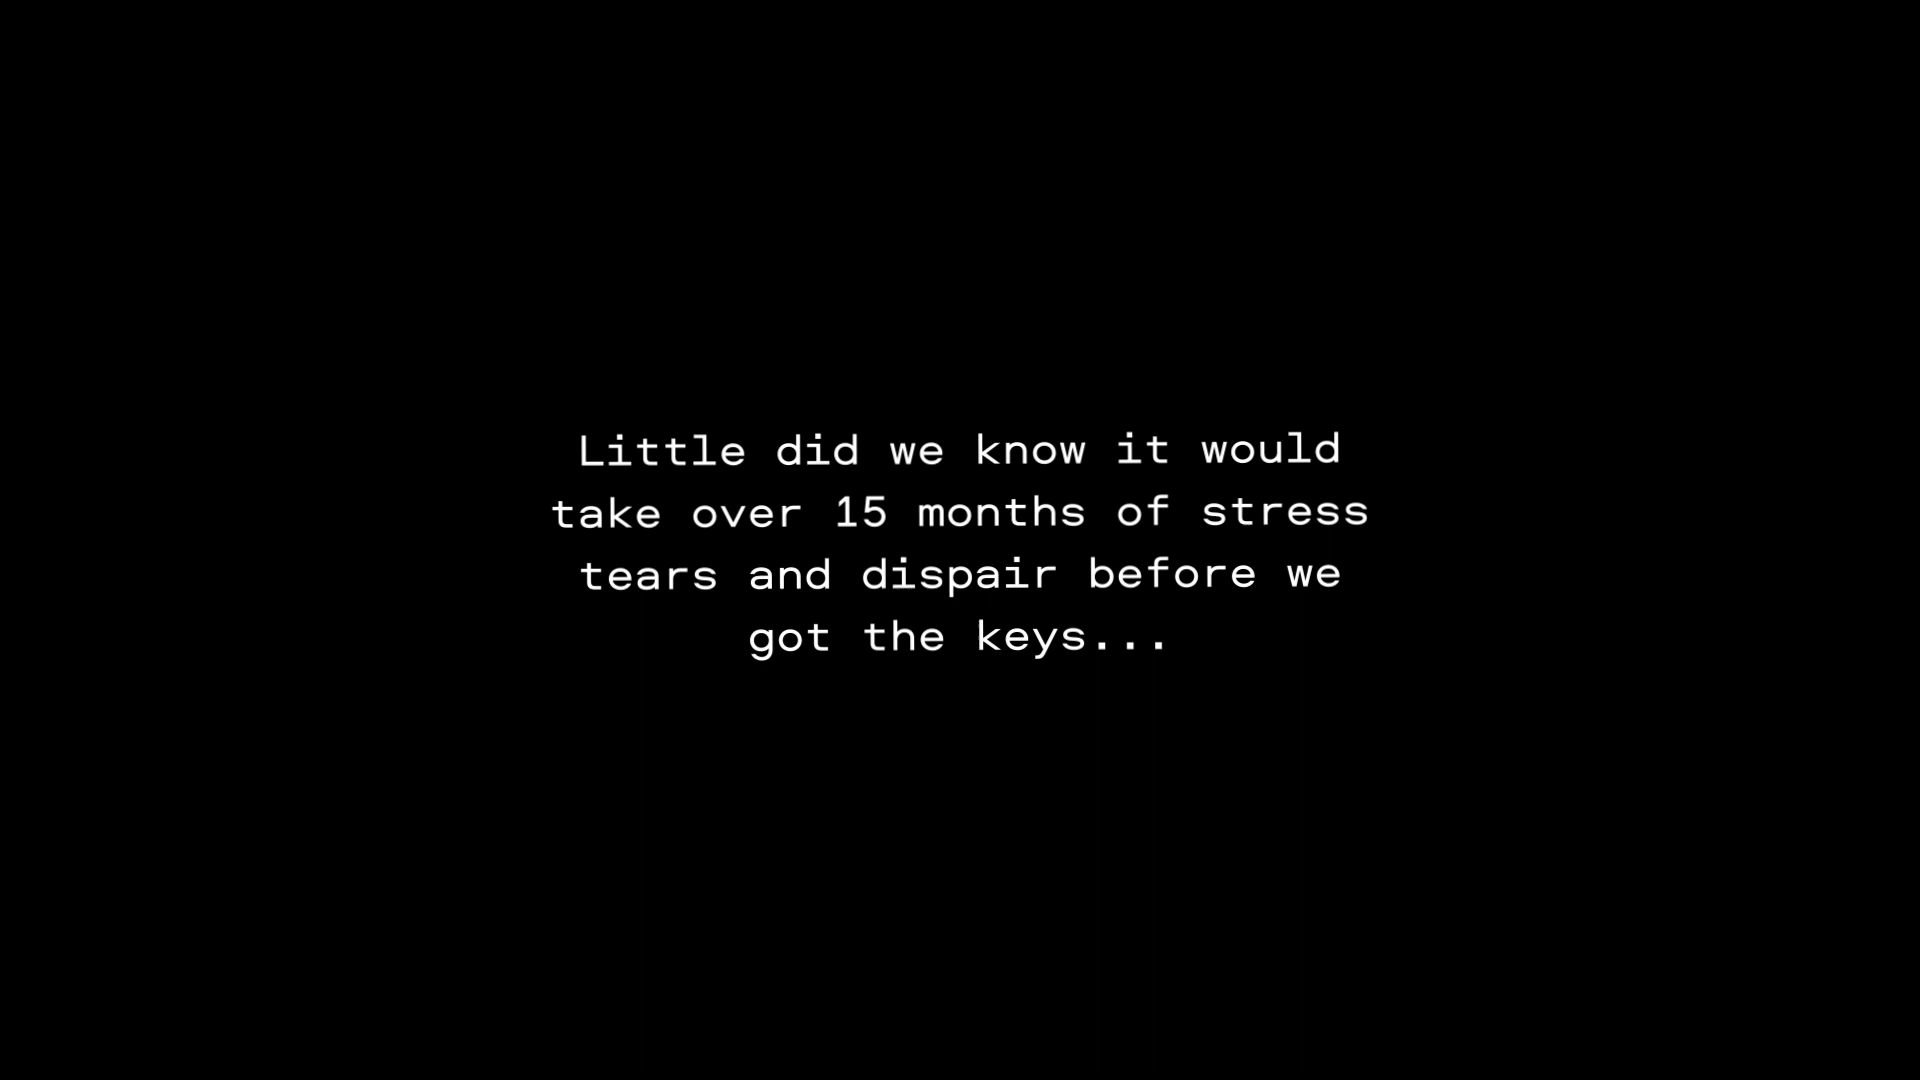 Little did we know it would
take over 15 months of stress
tears and dispair before we
got the keys...